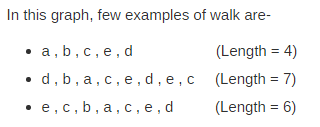 In this graph, few examples of walk are-
• a , b , c , e , d (Length = 4)
• d , b , a , c , e , d , e , c (Length = 7)
• e , c , b , a , c , e , d (Length = 6)